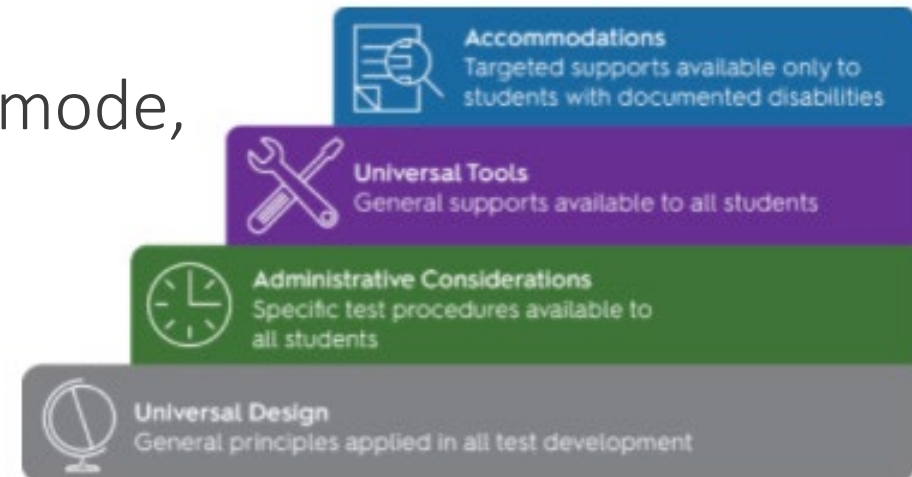 mode,
Accommodations
Targeted supports available only to
students with documented disabilities
Universal Tools
General supports available to all students
Administrative Considerations
Specific test procedures available to
all students
Universal Design
General principles applied in all test development